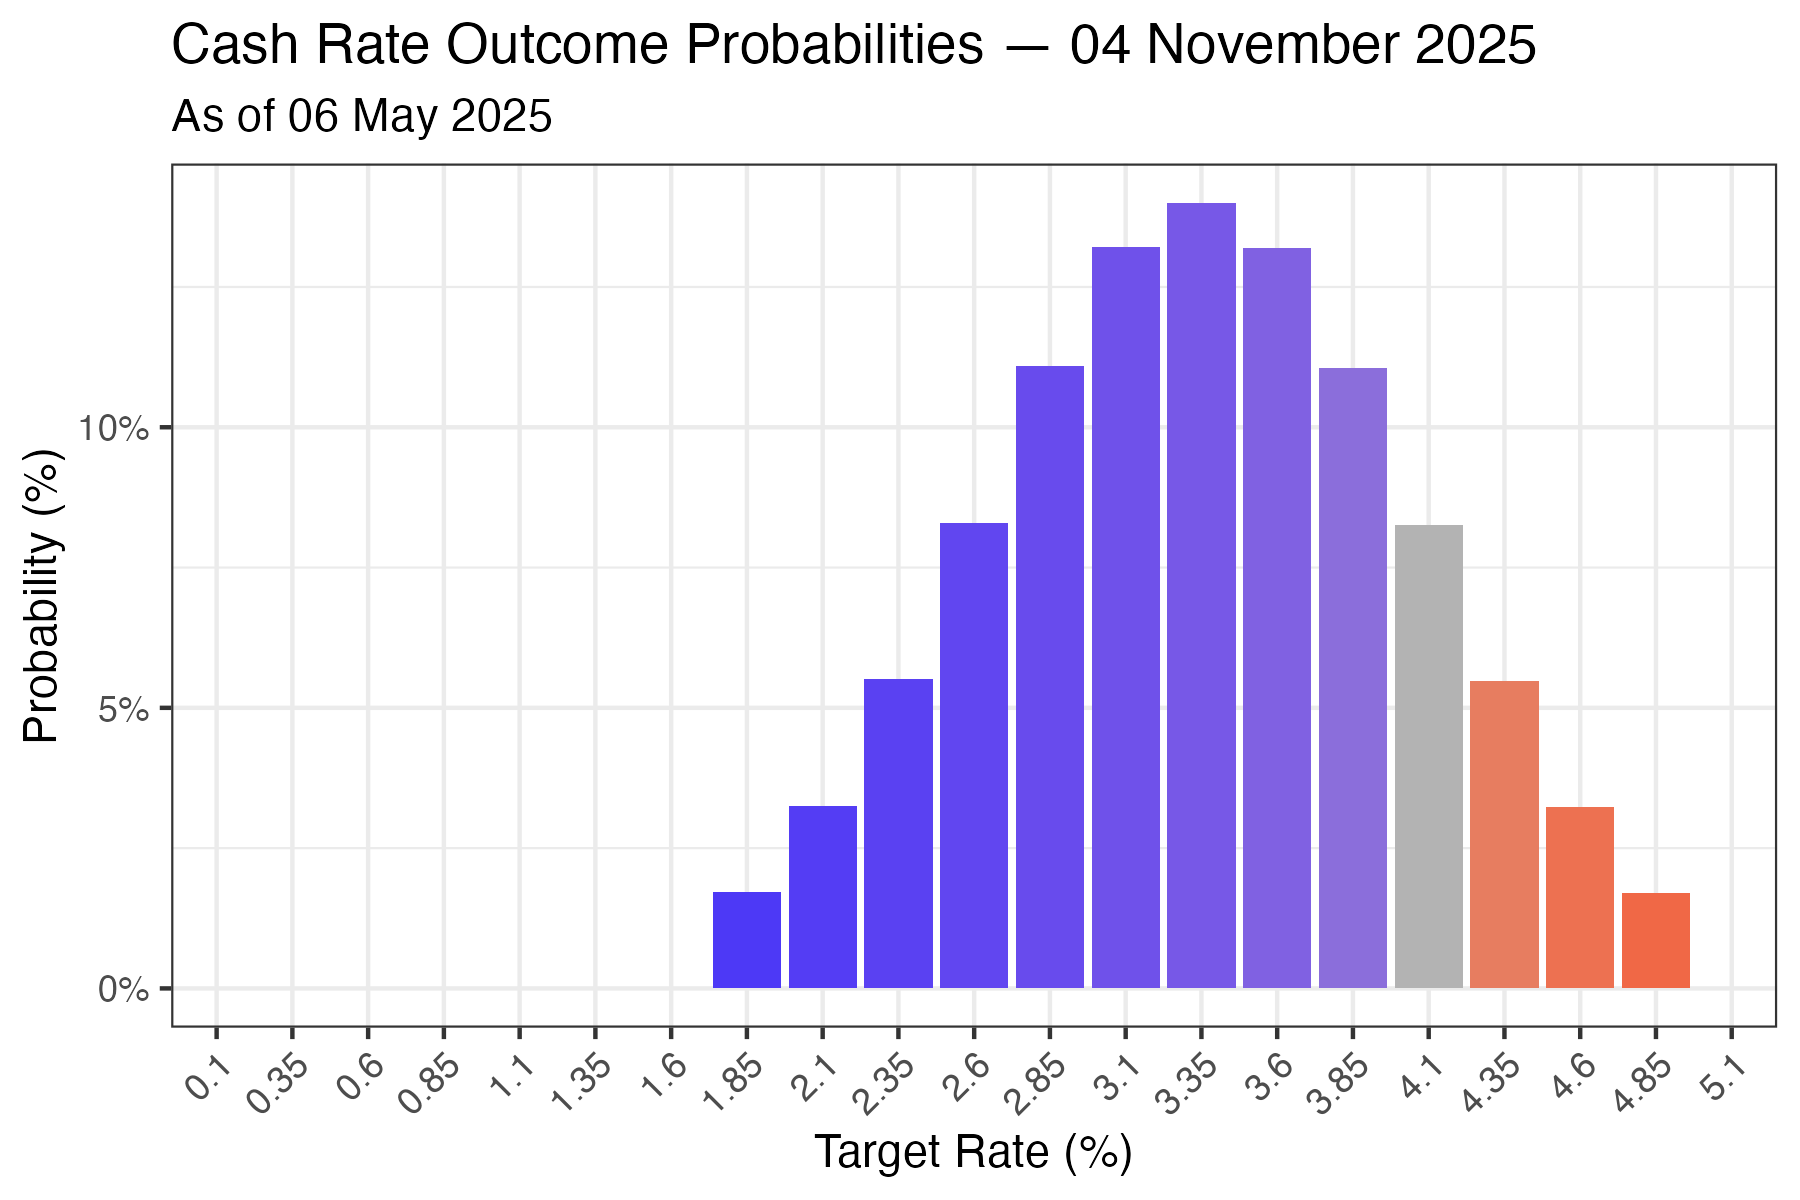 Cash Rate Outcome Probabilities — 04 November 2025
As of 06 May 2025
Probability (%)
10%
5%
0%
0.1 0.35 0.6 0.85 1.1 1.35 1.6 1.85 2.1 2.35 2.6 2.85 3.1 3.35 3.6 3.85 4.1 4.35 4.6 4.85 5.1
Target Rate (%)